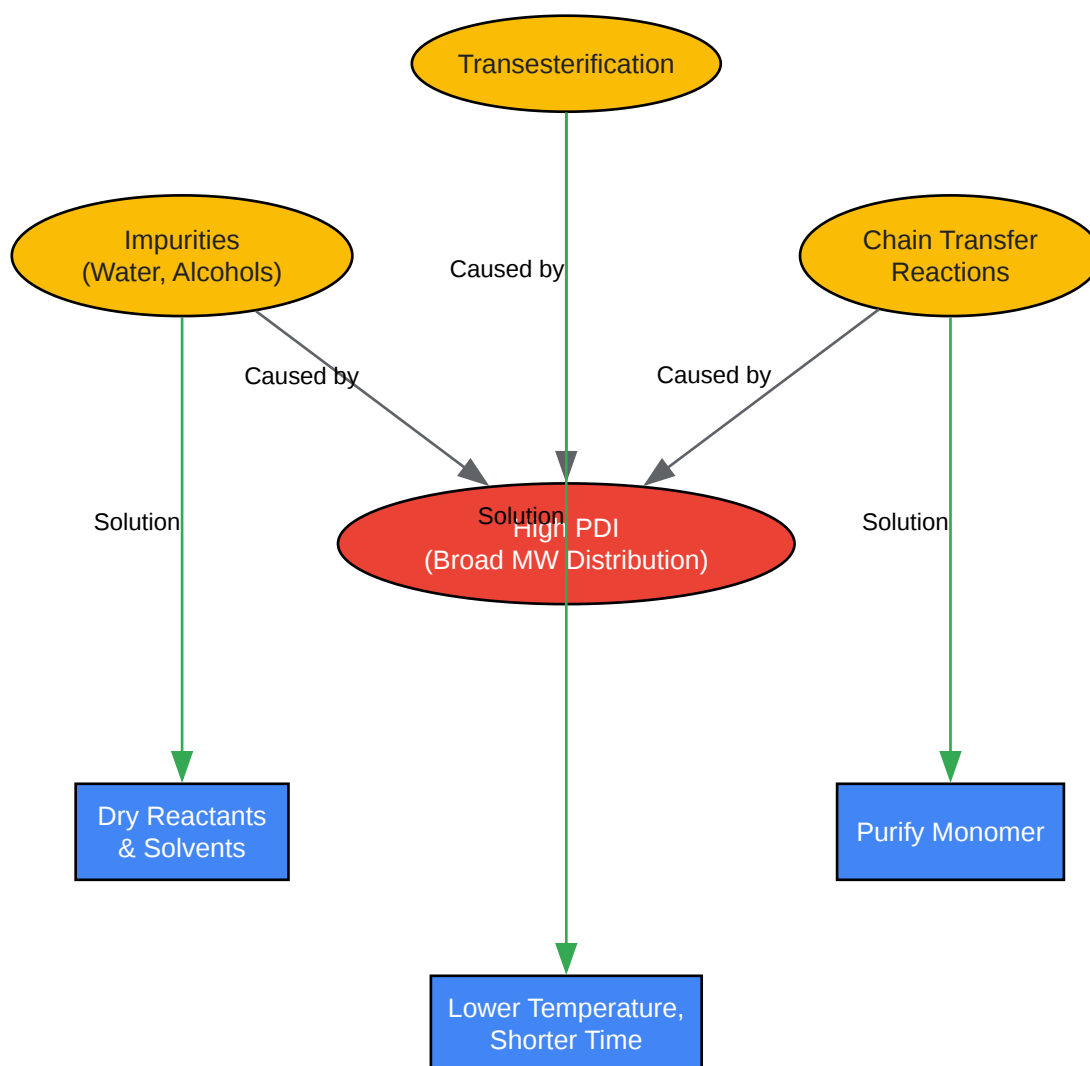 Transesterification
Impurities
(Water, Alcohols)
Chain Transfer
Reactions
Caused by
Caused by
Caused by
Solution
Solution
Solution
High PDI
(Broad MW Distribution)
Dry Reactants
& Solvents
Purify Monomer
Lower Temperature,
Shorter Time